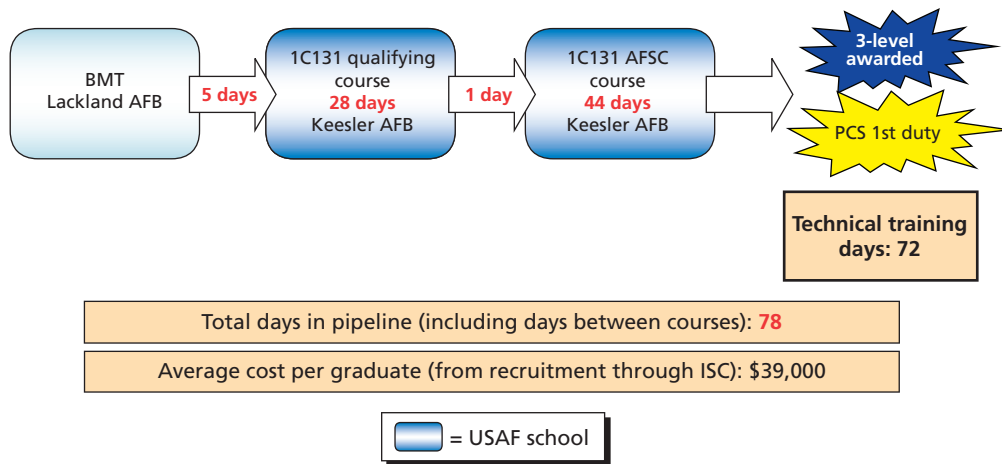 BMT
Lackland AFB
5 days
1C131 qualifying
course
28 days
Keesler AFB
1 day
1C131 AFSC
course
44 days
Keesler AFB
3-level
awarded
PCS 1st duty
Technical training
days: 72
Total days in pipeline (including days between courses): 78
Average cost per graduate (from recruitment through ISC): $39,000
= USAF school